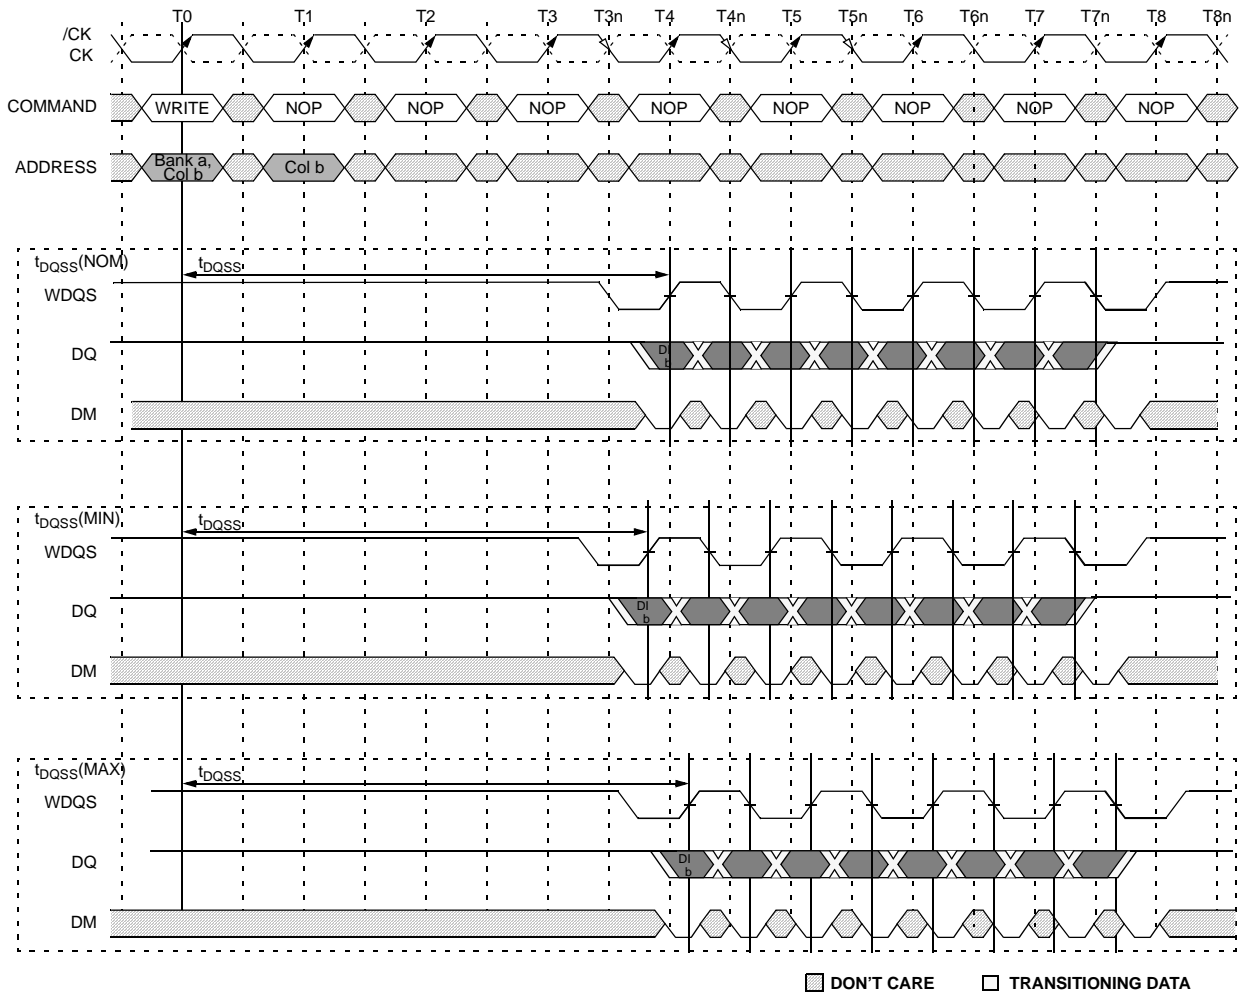 T0 T1 T2 T3 T3n T4 T4n T5 T5n T6 T6n T7 T7n T8 T8n
/CK
CK
COMMAND WRITE NOP NOP NOP NOP NOP NOP NOP NOP
ADDRESS Bank a, Col b Col b
tDQSS(NOM) tDQSS
WDQS
DQ DI b
DM
tDQSS(MIN) tDQSS
WDQS
DQ DI b
DM
tDQSS(MAX) tDQSS
WDQS
DQ DI b
DM
DON'T CARE TRANSITIONING DATA